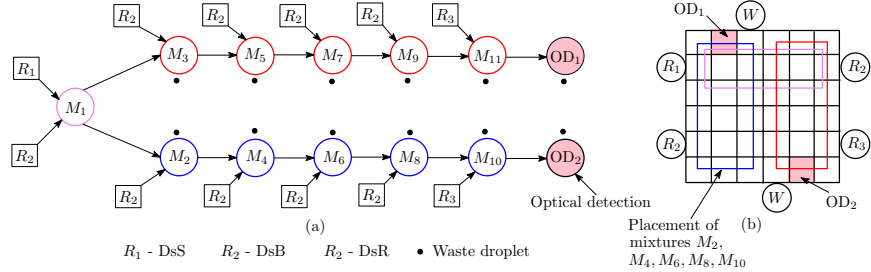 R2 R2 R2 R2 R3
OD1 W
R1 M3 M5 M7 M9 M11 OD1
R1 R2
M1
R2 M2 M4 M6 M8 M10 OD2
R2 R3
R2 R2 R2 R2 R3
W OD2
Optical detection
(a) (b)
Placement of
mixtures M2,
M4, M6, M8, M10
R1 - DsS R2 - DsB R2 - DsR • Waste droplet